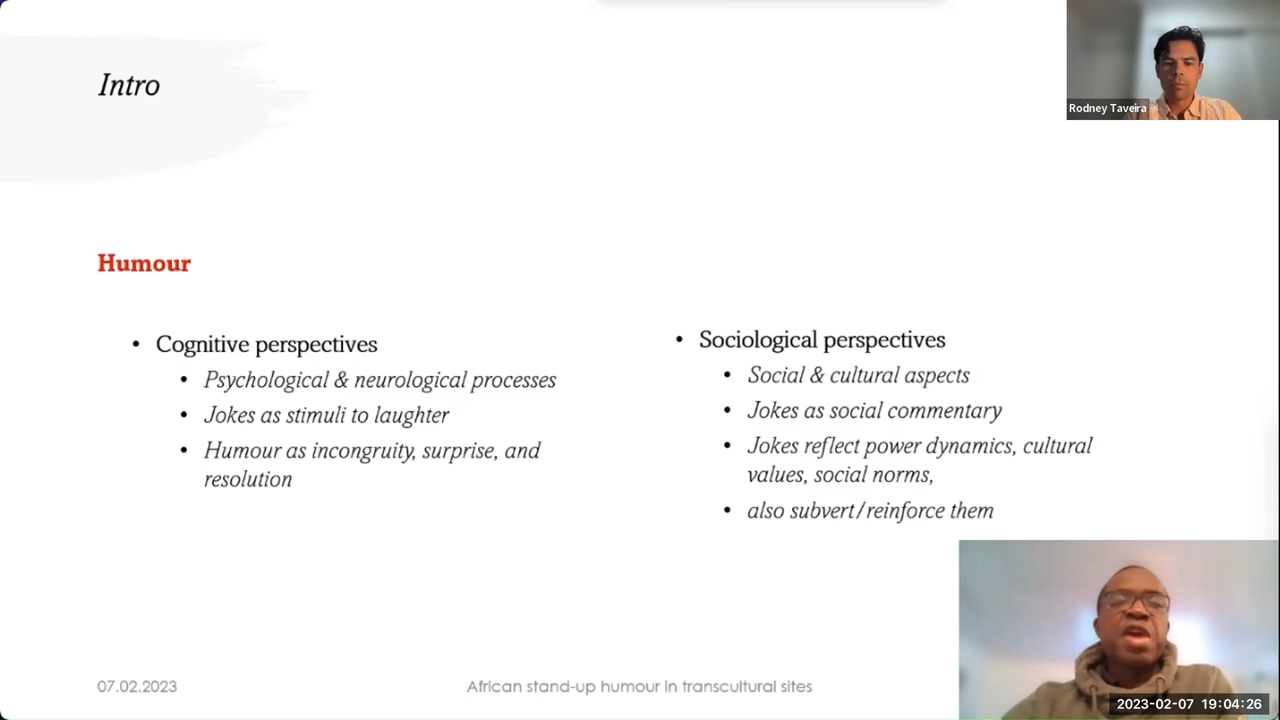 Intro
Rodney Taveira
Humour
• Cognitive perspectives
• Psychological & neurological processes
• Jokes as stimuli to laughter
• Humour as incongruity, surprise, and
resolution
• Sociological perspectives
• Social & cultural aspects
• Jokes as social commentary
• Jokes reflect power dynamics, cultural
values, social norms,
• also subvert/reinforce them
07.02.2023
African stand-up humour in transcultural sites
2023-02-07 19:04:26